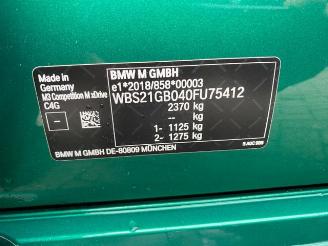 Made in
Germany
M3 Competition M xDrive
C4G
BMW M GMBH
e1*2018/858*00003
WBS21GB040FU75412
2370 kg
kg
1- 1125 kg
2- 1275 kg
BMW M GMBH DE-80809 MÜNCHEN